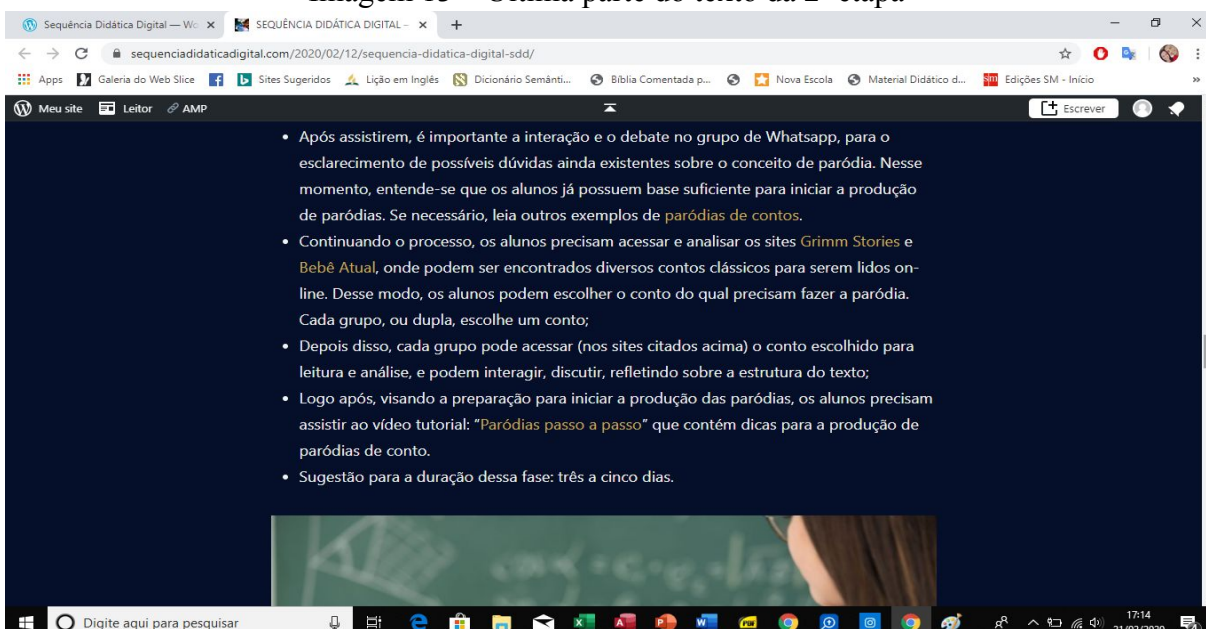 Imagem 13 – Última parte do texto da 2ª etapa
Sequência Didática Digital — Wo
SEQUÊNCIA DIDÁTICA DIGITAL –
sequenciadidaticadigital.com/2020/02/12/sequencia-didatica-digital-sdd/
Apps Galeria do Web Slice Sites Sugeridos Lição em Inglês Dicionário Semânti... Bíblia Comentada p... Nova Escola Material Didático d... sm Edições SM - Início »
Meu site Leitor AMP Escrever
• Após assistirem, é importante a interação e o debate no grupo de Whatsapp, para o
esclarecimento de possíveis dúvidas ainda existentes sobre o conceito de paródia. Nesse
momento, entende-se que os alunos já possuem base suficiente para iniciar a produção
de paródias. Se necessário, leia outros exemplos de paródias de contos.
• Continuando o processo, os alunos precisam acessar e analisar os sites Grimm Stories e
Bebê Atual, onde podem ser encontrados diversos contos clássicos para serem lidos on-
line. Desse modo, os alunos podem escolher o conto do qual precisam fazer a paródia.
Cada grupo, ou dupla, escolhe um conto;
• Depois disso, cada grupo pode acessar (nos sites citados acima) o conto escolhido para
leitura e análise, e podem interagir, discutir, refletindo sobre a estrutura do texto;
• Logo após, visando a preparação para iniciar a produção das paródias, os alunos precisam
assistir ao vídeo tutorial: “Paródias passo a passo” que contém dicas para a produção de
paródias de conto.
• Sugestão para a duração dessa fase: três a cinco dias.
Digite aqui para pesquisar
17:14